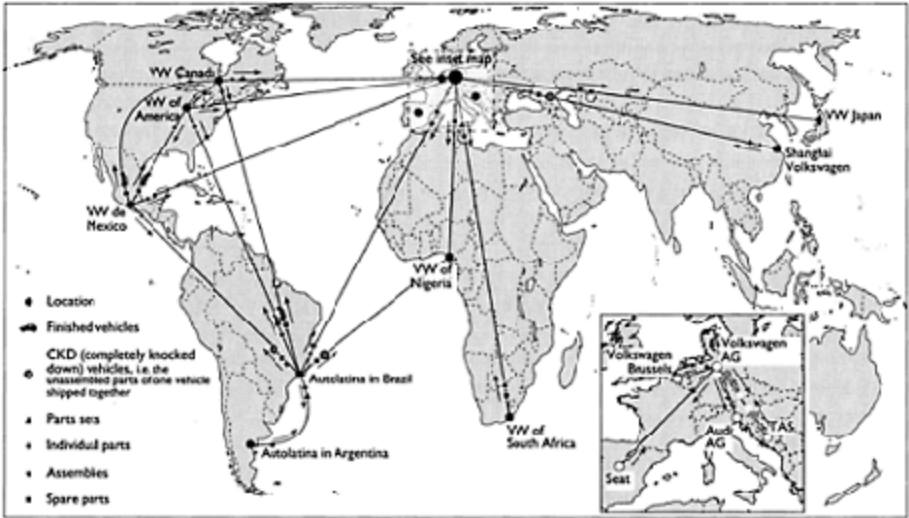 See inset map
VW Canada
VW of
America
VW Japan
Shanghai
Volkswagen
VW de
Mexico
VW of
Nigeria
Location
Finished vehicles
CKD (completely knocked
down) vehicles, i.e. the
unassembled parts of one vehicle
shipped together
Parts sets
Individual parts
Assembles
Spare parts
Autolatina in Brazil
Autolatina in Argentina
VW of
South Africa
Volkswagen
AG
Volkswagen
Brussels
Audi
AG
TAS
Seat